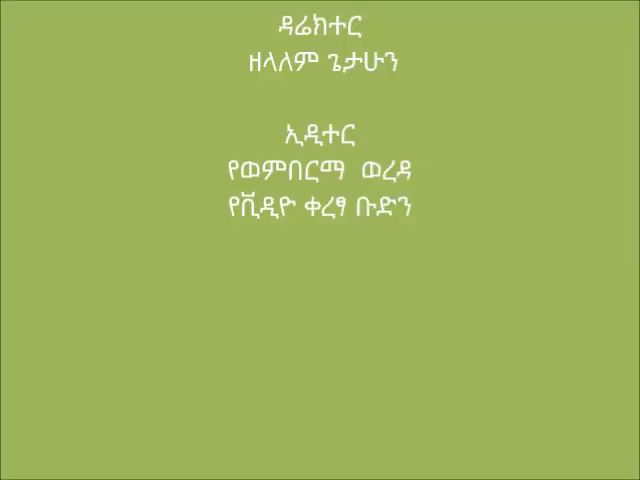 ዳሬክተር
ዘላለም ጌታሁን
ኢዲተር
የወምበርማ ወረዳ
የቪዲዮ ቀረፃ ቡድን